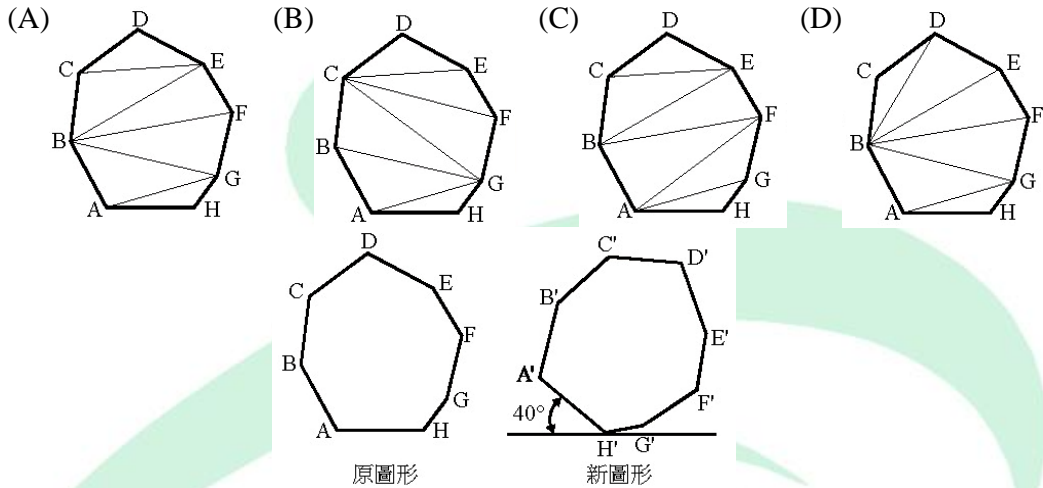 (A) (B) (C) (D)
D D D D
C E C E C E C E
B F B F B F B F
G G G G
A H A H A H A H
D C' D'
C E B'
F E'
B A'
G F'
A H 40° H' G'
原圖形 新圖形